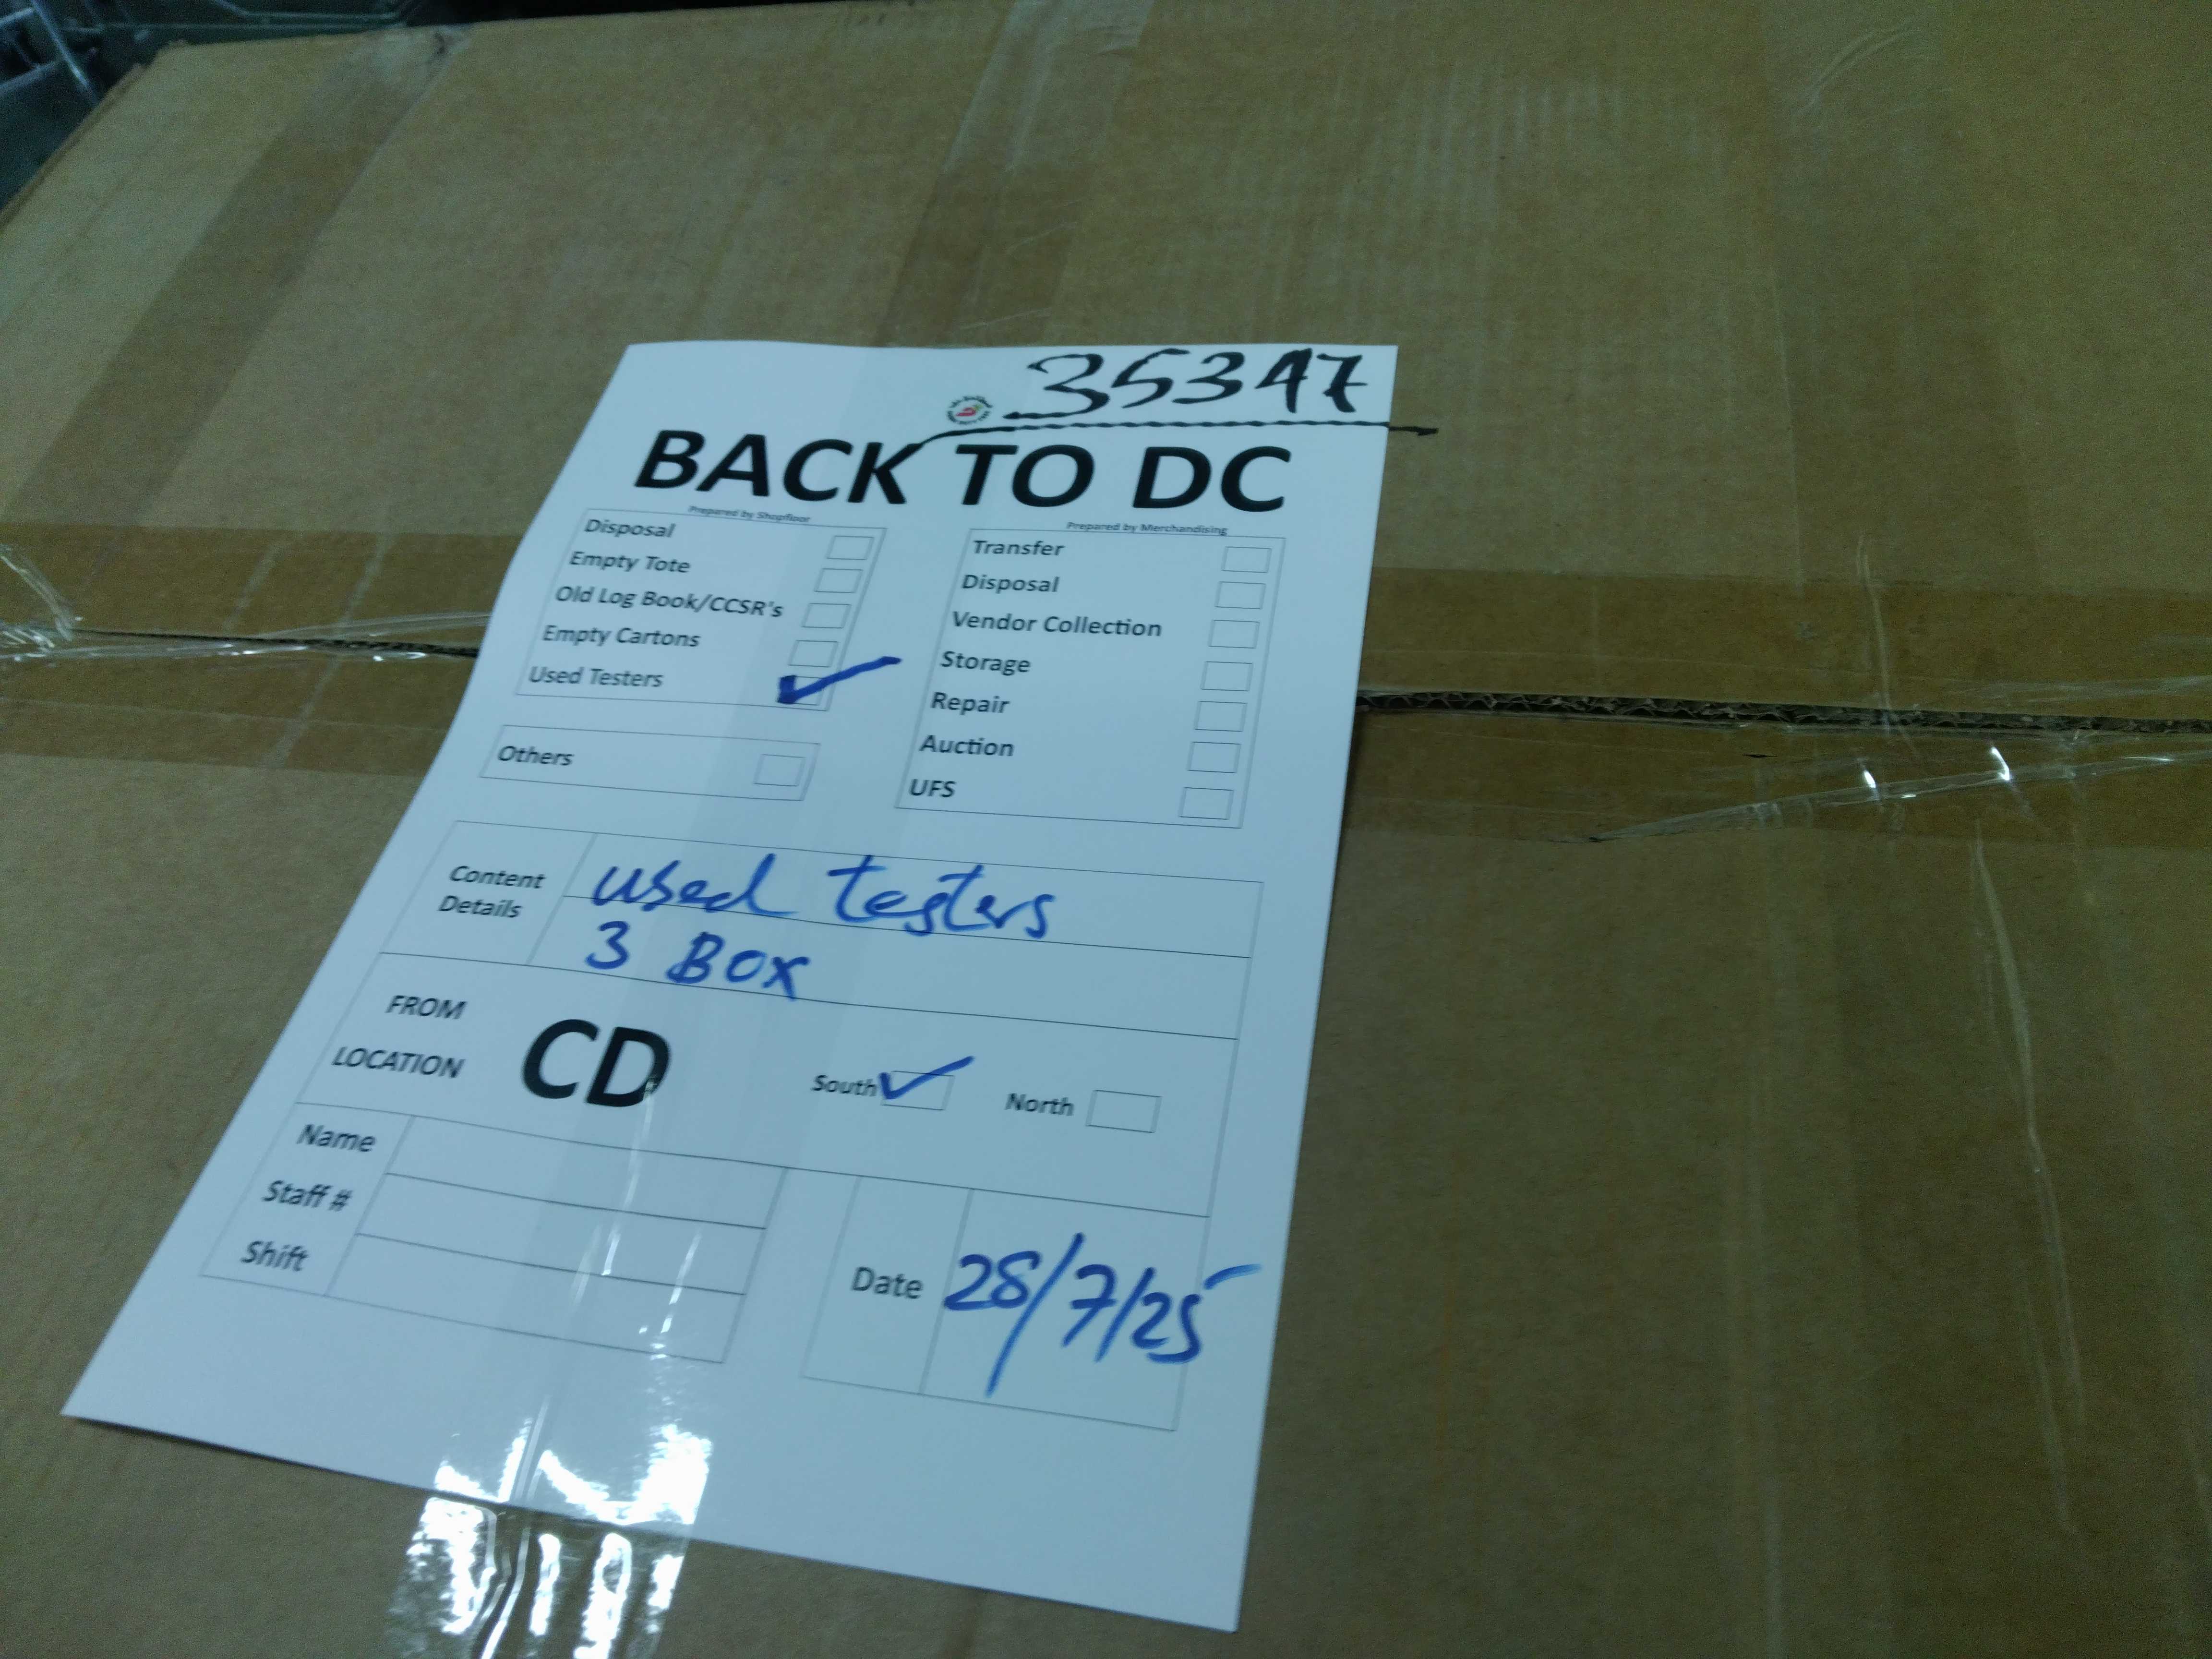 35347
BACK TO DC
Prepared by Shopfloor
Disposal
Empty Tote
Old Log Book/CCSR's
Empty Cartons
Used Testers
Others
Prepared by Merchandising
Transfer
Disposal
Vendor Collection
Storage
Repair
Auction
UFS
Content
Details
used testers
3 BOX
FROM
LOCATION
CD
South
North
Name
Staff #
Shift
Date
28/7/25